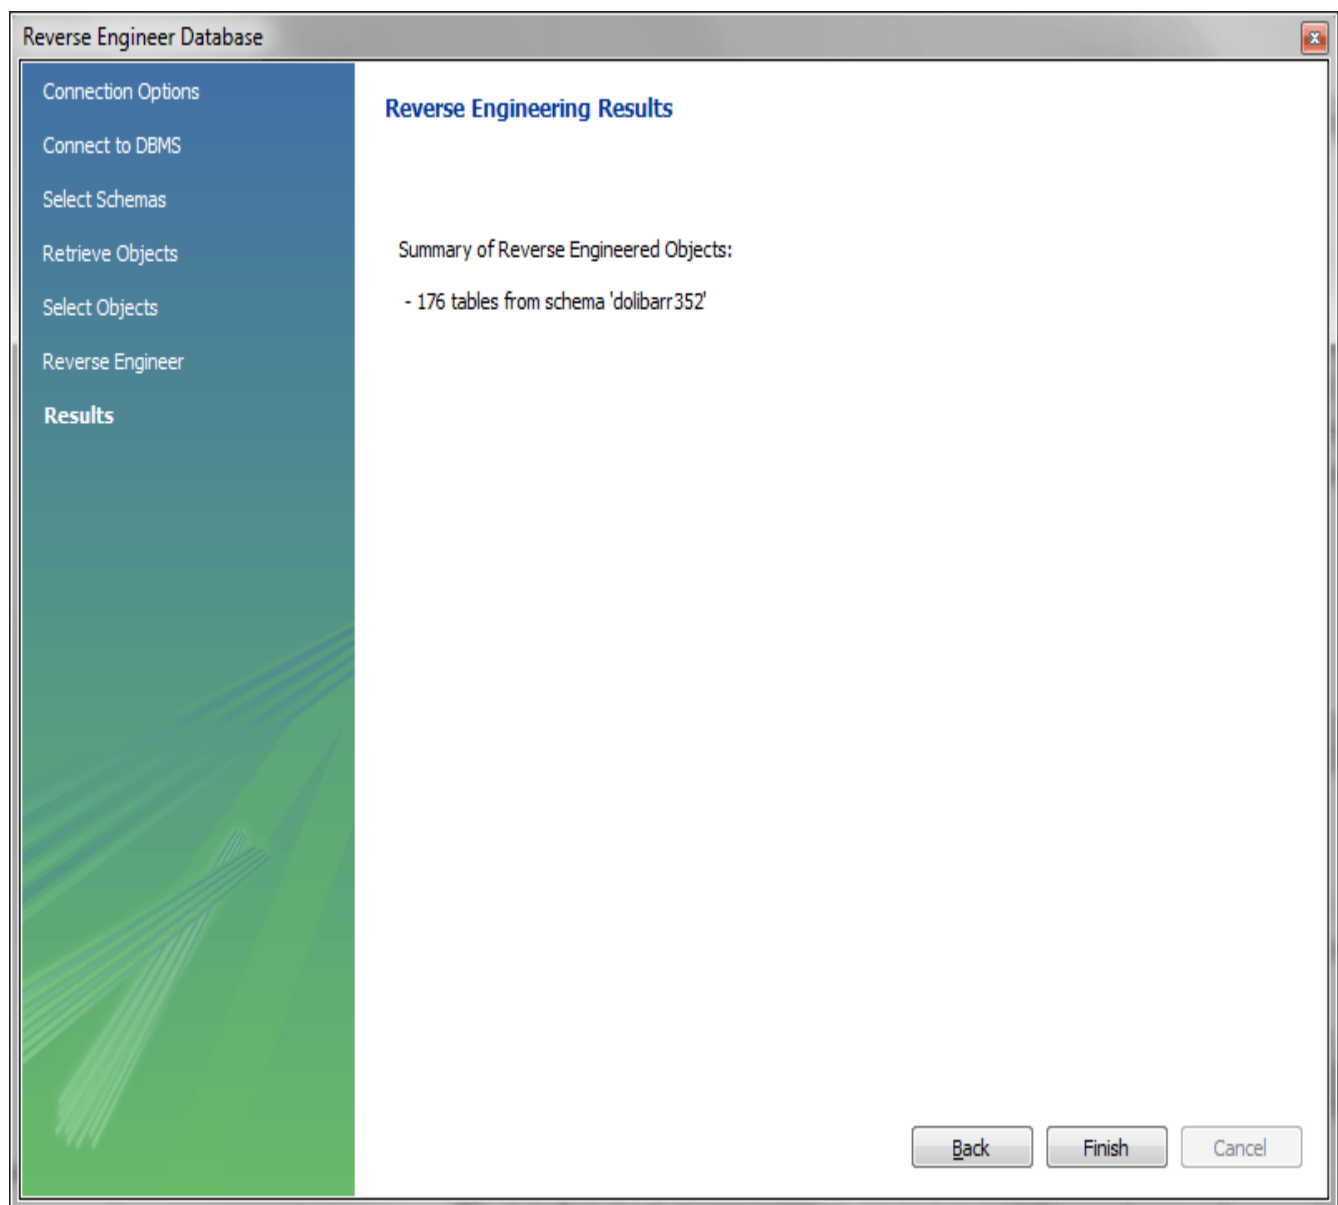 Reverse Engineer Database
Connection Options
Connect to DBMS
Select Schemas
Retrieve Objects
Select Objects
Reverse Engineer
Results
Reverse Engineering Results
Summary of Reverse Engineered Objects:
- 176 tables from schema 'dolibarr352'
Back
Finish
Cancel